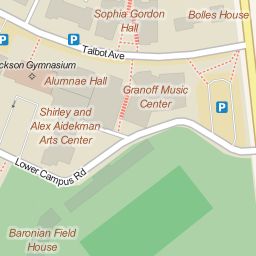 Sophia Gordon
Hall
Bolles House
P
Talbot Ave
ckson Gymnasium
Alumnae Hall
Granoff Music
Center
P
Shirley and
Alex Aidekman
Arts Center
Lower Campus Rd
Baronian Field
House